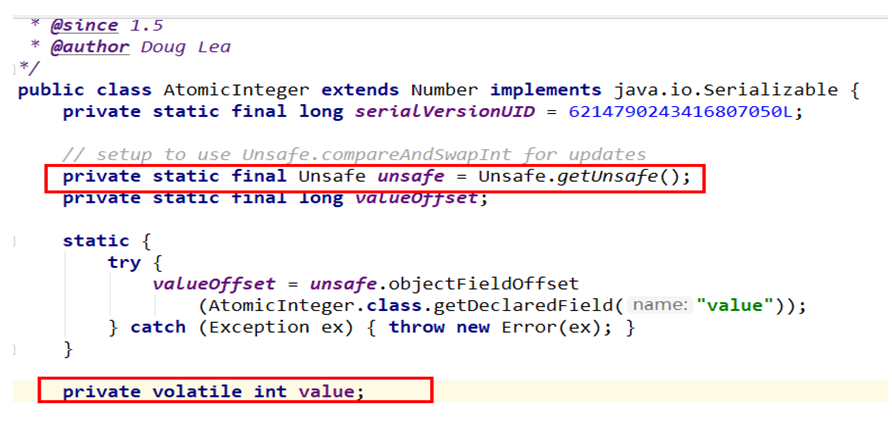 * @since 1.5
* @author Doug Lea
*/
public class AtomicInteger extends Number implements java.io.Serializable {
private static final long serialVersionUID = 6214790243416807050L;
// setup to use Unsafe.compareAndSwapInt for updates
private static final Unsafe unsafe = Unsafe.getUnsafe();
private static final long valueOffset;
static {
try {
valueOffset = unsafe.objectFieldOffset
(AtomicInteger.class.getDeclaredField( name: "value"));
} catch (Exception ex) { throw new Error(ex); }
}
private volatile int value;